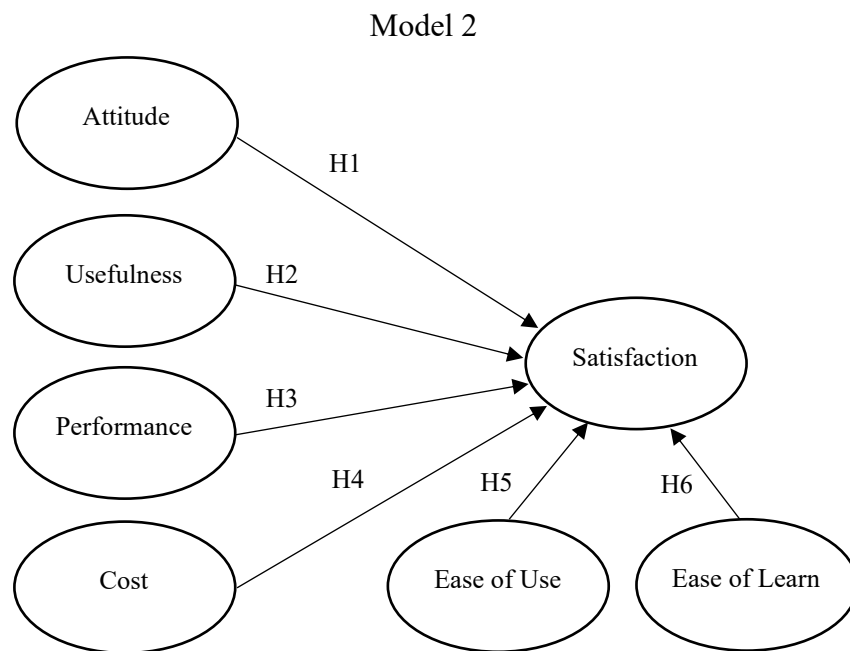 Model 2
Attitude
H1
Usefulness
H2
Satisfaction
Performance
H3
H4
H5
H6
Cost
Ease of Use
Ease of Learn